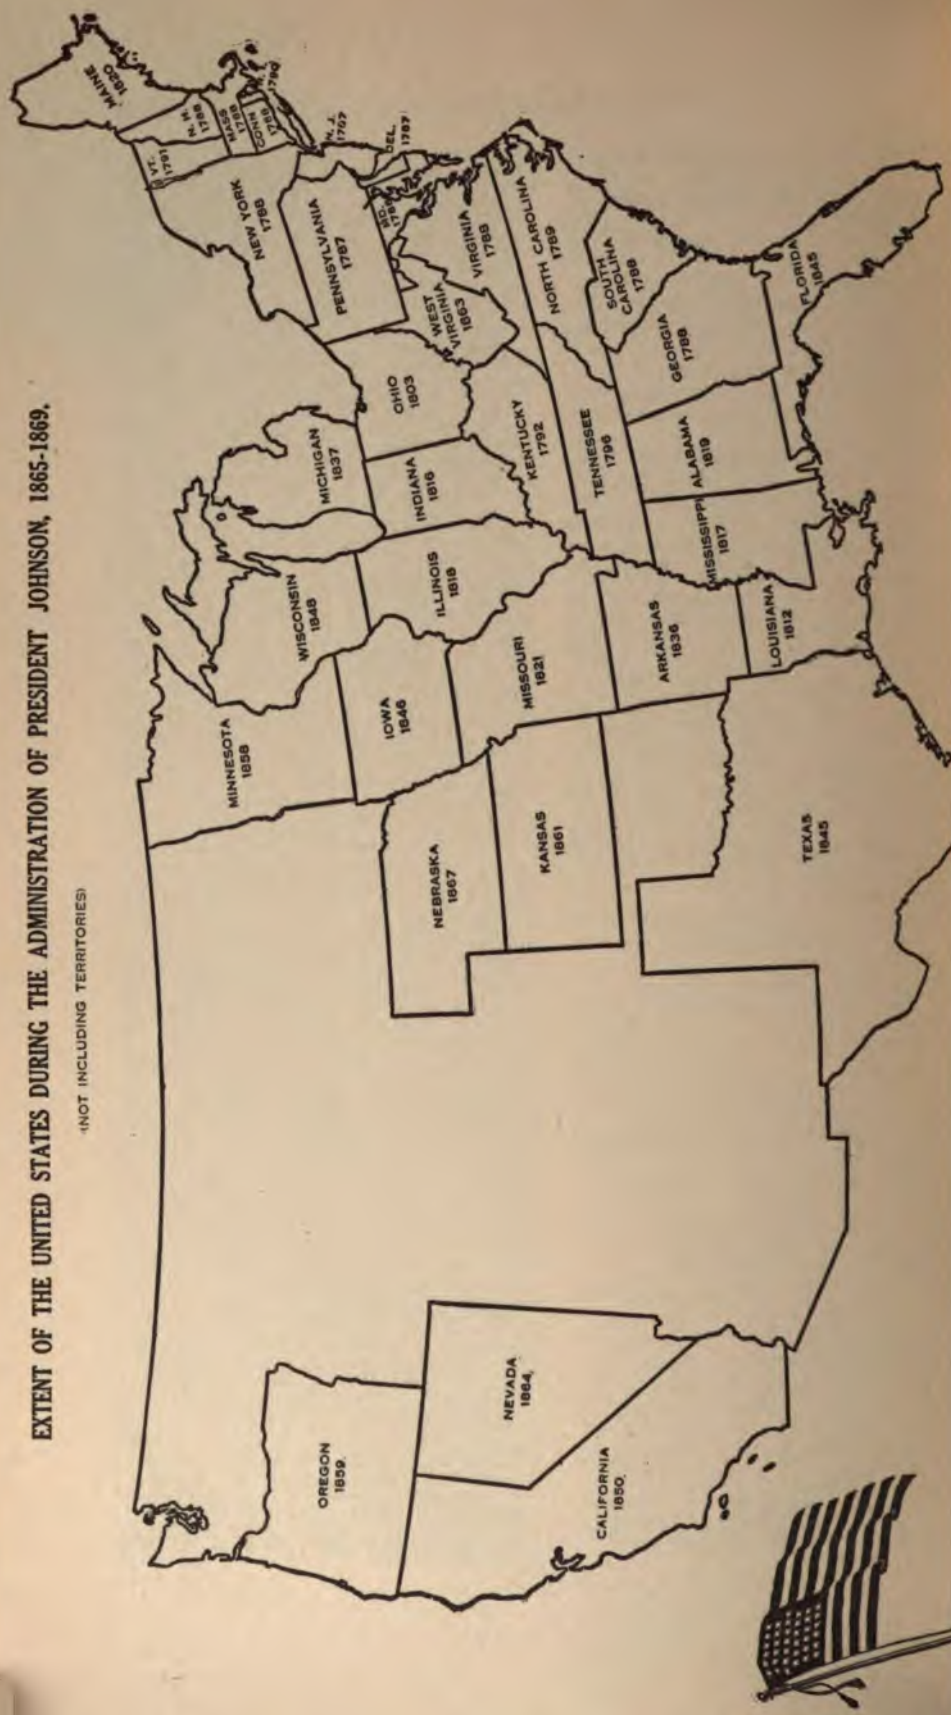 EXTENT OF THE UNITED STATES DURING THE ADMINISTRATION OF PRESIDENT JOHNSON, 1865-1869.
(NOT INCLUDING TERRITORIES)
OREGON
1859.
CALIFORNIA
1850.
NEVADA
1864.
NEBRASKA
1867
KANSAS
1861
TEXAS
1845
MINNESOTA
1858
IOWA
1846
MISSOURI
1821
ARKANSAS
1836
LOUISIANA
1812
WISCONSIN
1848
ILLINOIS
1818
MICHIGAN
1837
INDIANA
1816
OHIO
1803
KENTUCKY
1792
TENNESSEE
1796
MISSISSIPPI
1817
ALABAMA
1819
GEORGIA
1788
FLORIDA
1845
SOUTH
CAROLINA
1788
NORTH CAROLINA
1789
VIRGINIA
1788
WEST
VIRGINIA
1863
PENNSYLVANIA
1787
NEW YORK
1788
MD.
1788
DEL.
1787
N. J.
1787
VT.
1791
N. H.
1788
MASS
1788
CONN
1788
R. I.
1790
MAINE
1820